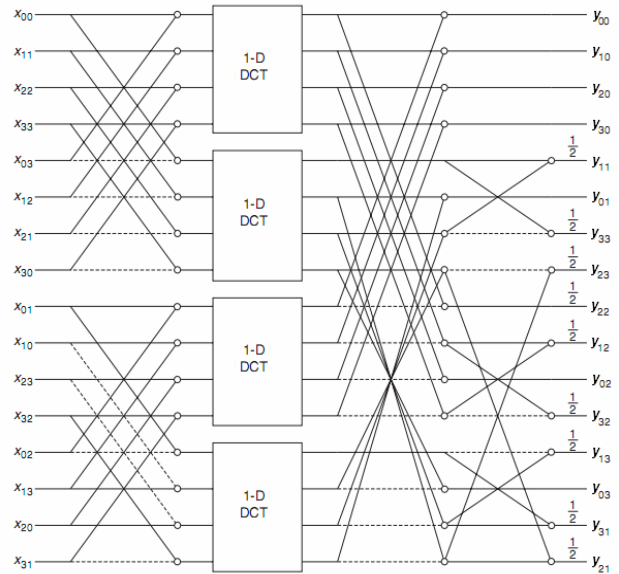 x00 y00
x11 1-D y10
DCT
x22 y20
x33 y30
x03 1/2 y11
x12 1-D y01
DCT
x21 1/2 y33
x30 1/2 y23
x01 1/2 y22
x10 1-D 1/2 y12
DCT
x23 y02
x32 1/2 y32
x02 1/2 y13
x13 1-D y03
DCT
x20 1/2 y31
x31 1/2 y21